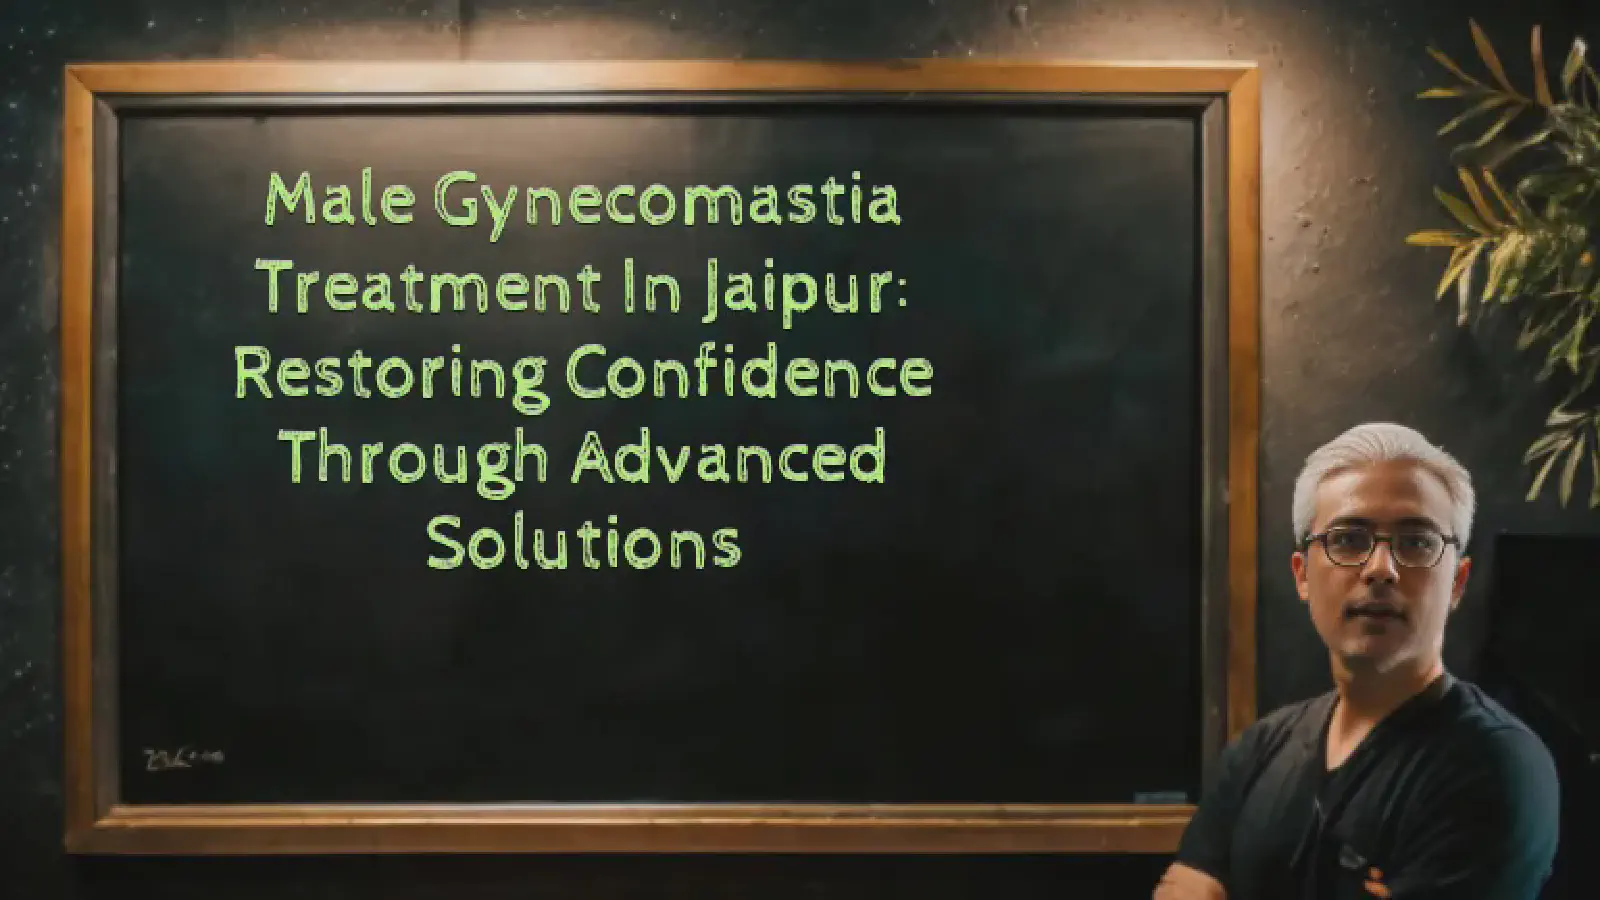 Male Gynecomastia
Treatment In Jaipur:
Restoring Confidence
Through Advanced
Solutions